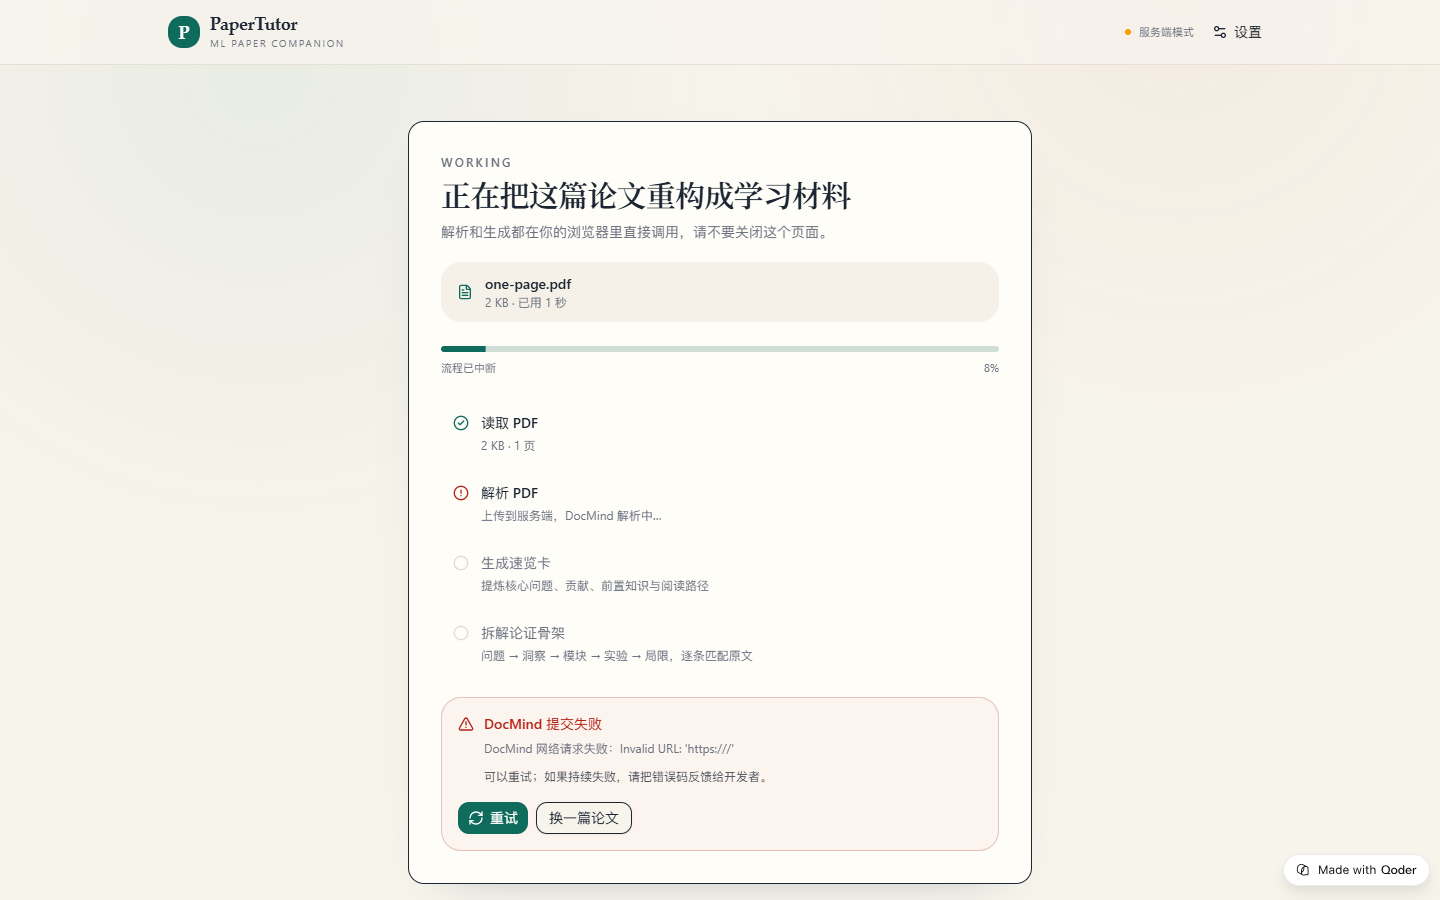 P
PaperTutor
ML PAPER COMPANION
服务端模式
设置
WORKING
正在把这篇论文重构成学习材料
解析和生成都在你的浏览器里直接调用，请不要关闭这个页面。
one-page.pdf
2 KB · 已用 1 秒
流程已中断
8%
读取 PDF
2 KB · 1 页
解析 PDF
上传到服务端，DocMind 解析中...
生成速览卡
提炼核心问题、贡献、前置知识与阅读路径
拆解论证骨架
问题 → 洞察 → 模块 → 实验 → 局限，逐条匹配原文
DocMind 提交失败
DocMind 网络请求失败：Invalid URL: 'https:///'
可以重试；如果持续失败，请把错误码反馈给开发者。
重试
换一篇论文
Made with Qoder